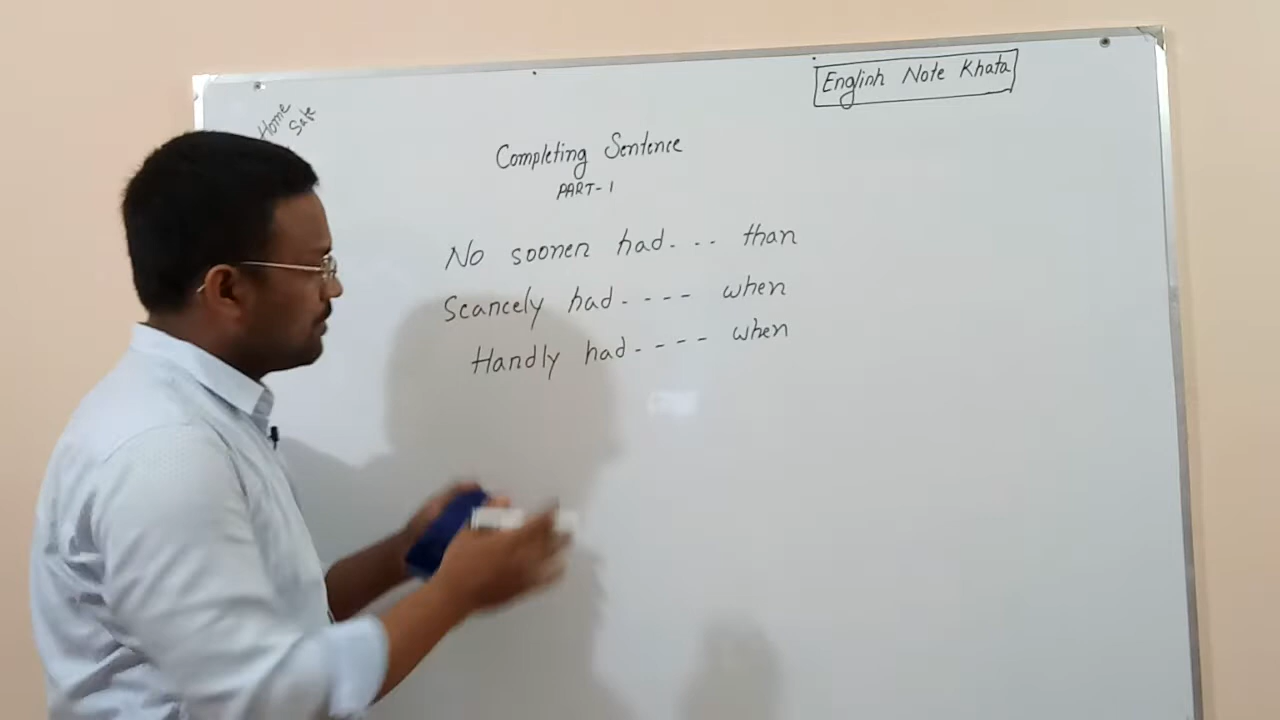 English Note Khata
Home
Safe
Completing Sentence
PART-1
No sooner had. - - than
Scarcely had - - - - when
Hardly had - - - - when